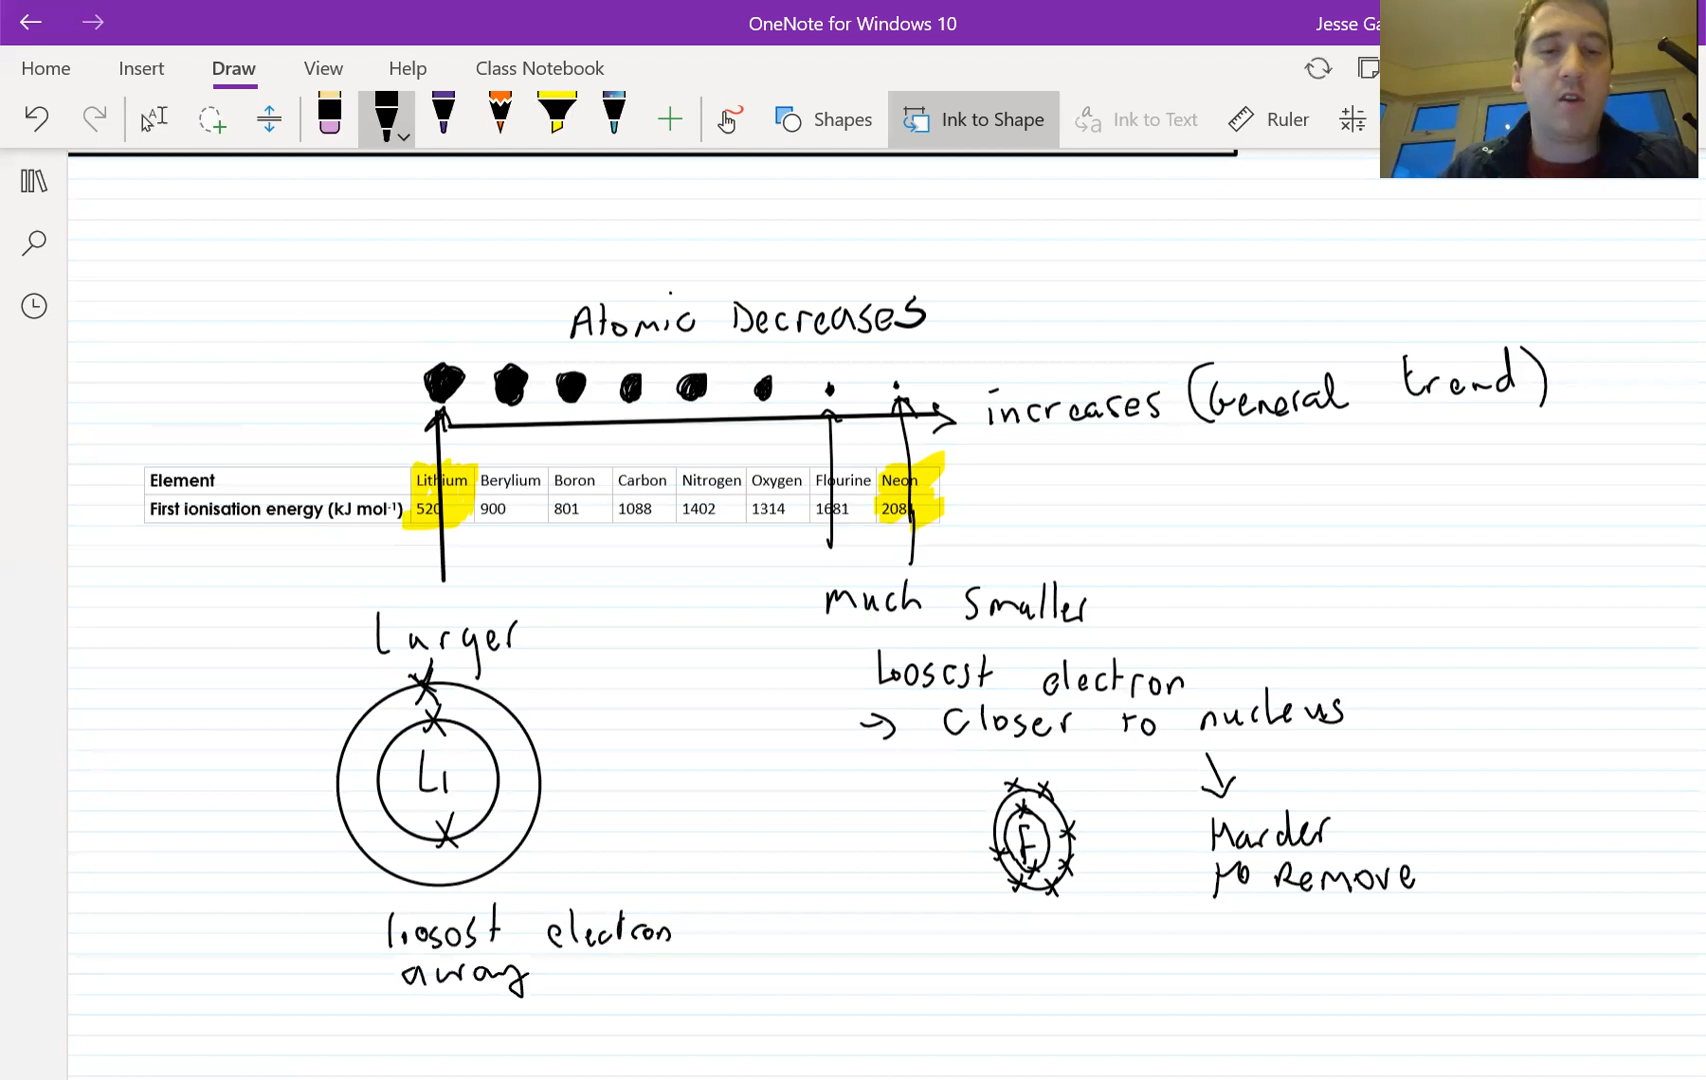 OneNote for Windows 10
Jesse Ga
Home Insert Draw View Help Class Notebook
Shapes Ink to Shape Ink to Text Ruler
Atomic Decreases
increases (General trend)
Element Lithium Berylium Boron Carbon Nitrogen Oxygen Flourine Neon
First ionisation energy (kJ mol-1) 520 900 801 1088 1402 1314 1681 208
Larger
Li
loosest electron
away
much smaller
Loosest electron
→ Closer to nucleus
F
Harder
to Remove